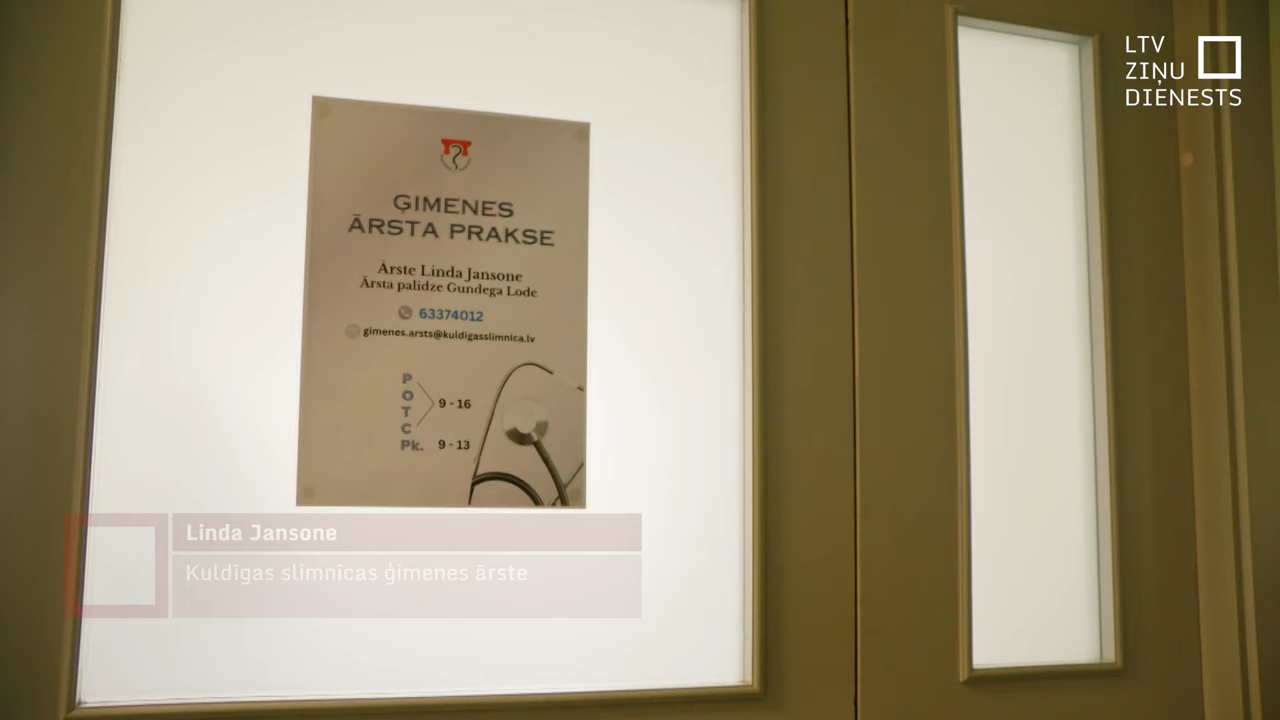 LTV
ZIŅU
DIENESTS
ĢIMENES
ĀRSTA PRAKSE
Ārste Linda Jansone
Ārsta palīdze Gundega Lode
63374012
gimenes.arsts@kuldigasslimnica.lv
P
O
T
C
9 - 16
Pk. 9 - 13
Linda Jansone
Kuldīgas slimnīcas ģimenes ārste